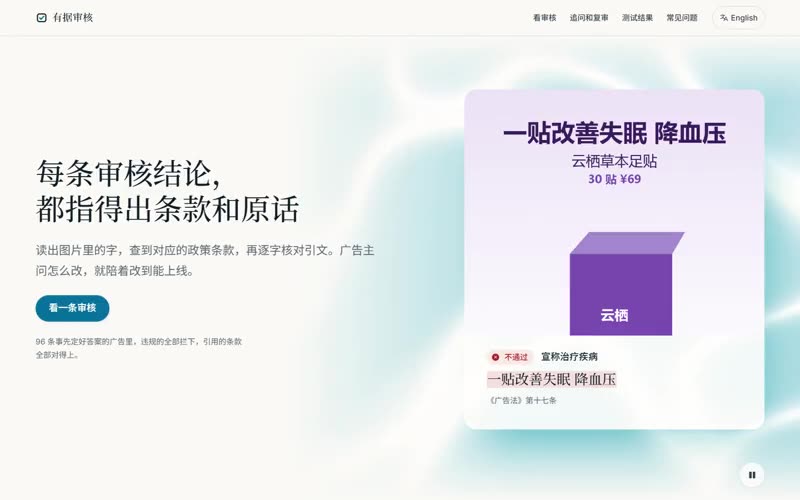 有据审核
看审核 追问和复审 测试结果 常见问题 English
一贴改善失眠 降血压
云栖草本足贴
30 贴 ¥69
云栖
每条审核结论，
都指得出条款和原话
读出图片里的字，查到对应的政策条款，再逐字核对引文。广告主
问怎么改，就陪着改到能上线。
看一条审核
96 条事先定好答案的广告里，违规的全部拦下，引用的条款
全部对得上。
不通过 宣称治疗疾病
一贴改善失眠 降血压
《广告法》第十七条